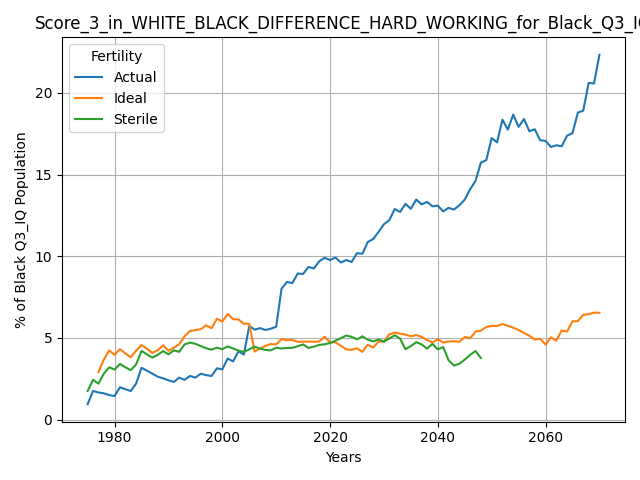 Score_3_in_WHITE_BLACK_DIFFERENCE_HARD_WORKING_for_Black_Q3_IQ
Fertility
Actual
Ideal
Sterile
% of Black Q3_IQ Population
20
15
10
5
0
1980
2000
2020
2040
2060
Years